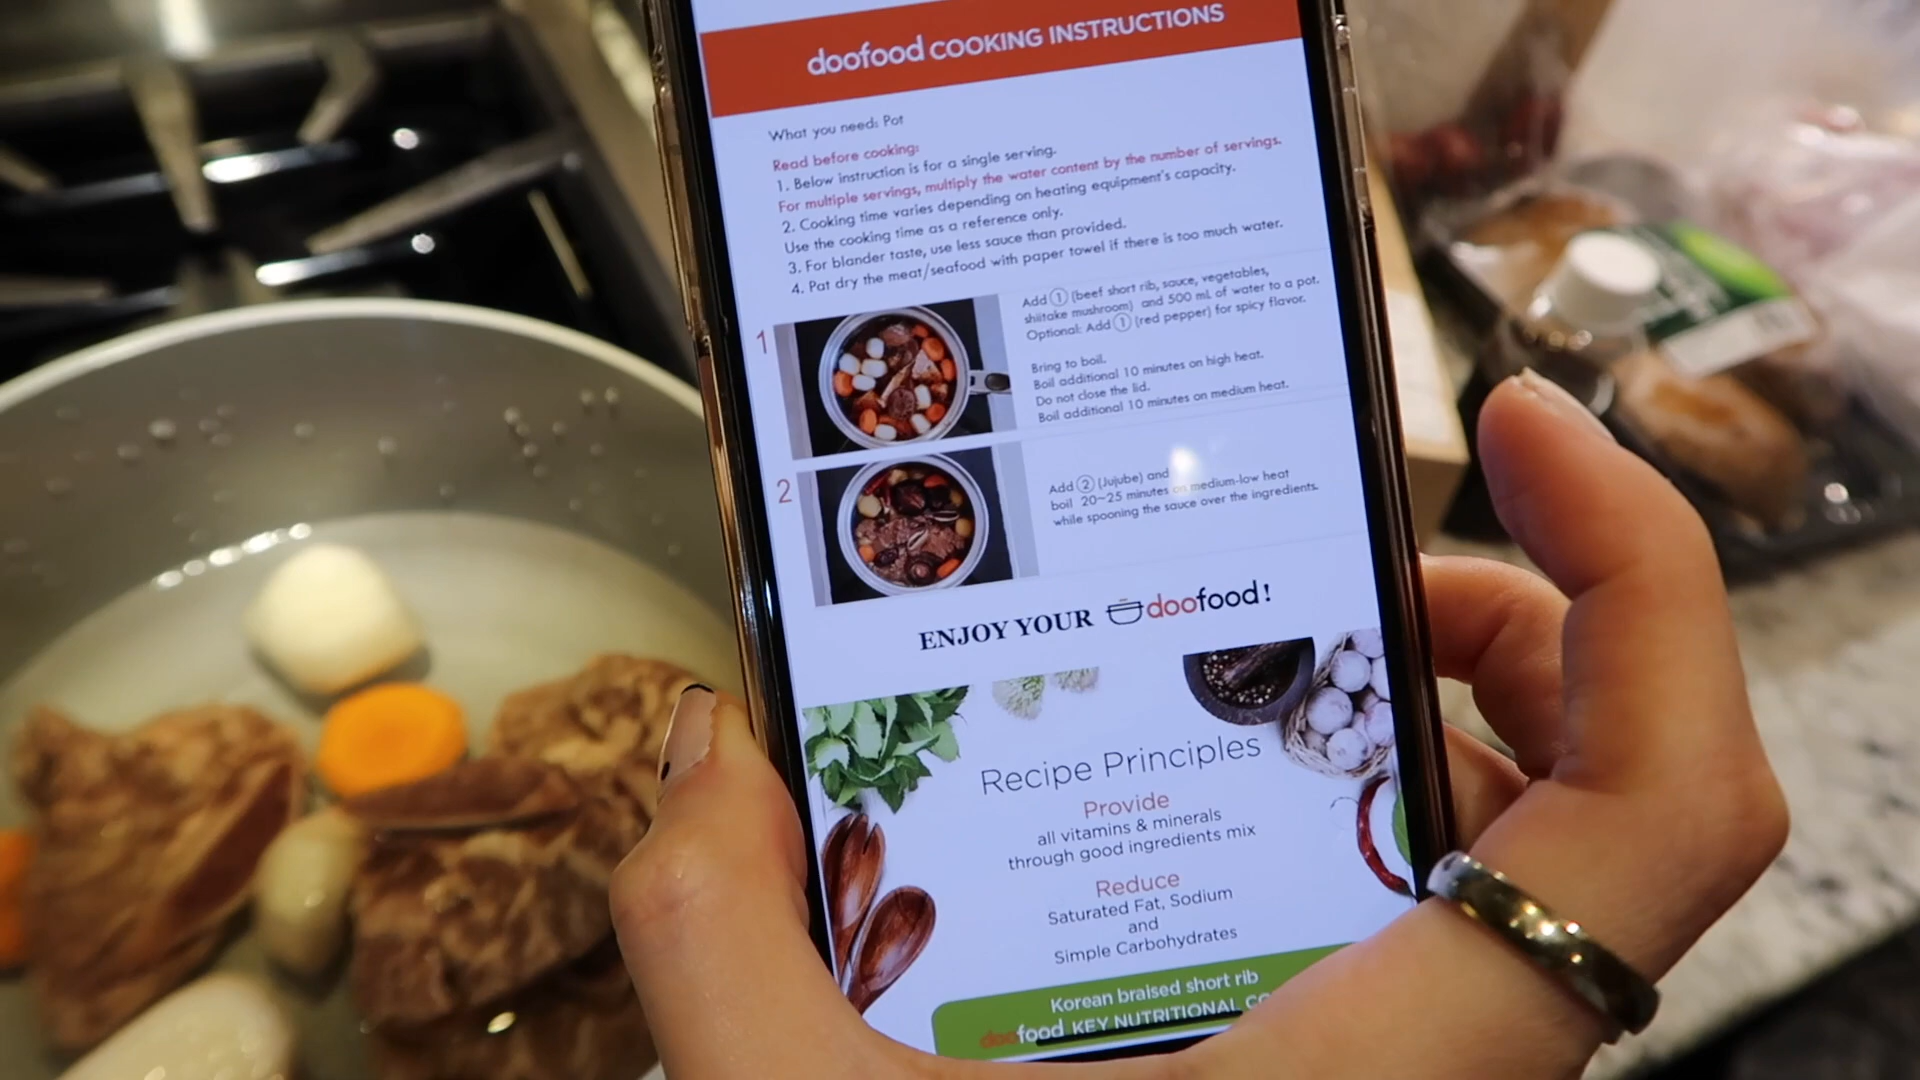 doofood COOKING INSTRUCTIONS
What you need: Pot
Read before cooking:
1. Below instruction is for a single serving.
For multiple servings, multiply the water content by the number of servings.
2. Cooking time varies depending on heating equipment's capacity.
Use the cooking time as a reference only.
3. For blander taste, use less sauce than provided.
4. Pat dry the meat/seafood with paper towel if there is too much water.
1
Add ① (beef short rib, sauce, vegetables,
shiitake mushroom) and 500 mL of water to a pot.
Optional: Add ① (red pepper) for spicy flavor.
Bring to boil.
Boil additional 10 minutes on high heat.
Do not close the lid.
Boil additional 10 minutes on medium heat.
2
Add ② (Jujube) and
boil 20~25 minutes on medium-low heat
while spooning the sauce over the ingredients.
ENJOY YOUR doofood!
Recipe Principles
Provide
all vitamins & minerals
through good ingredients mix
Reduce
Saturated Fat, Sodium
and
Simple Carbohydrates
Korean braised short rib
doofood KEY NUTRITIONAL CO